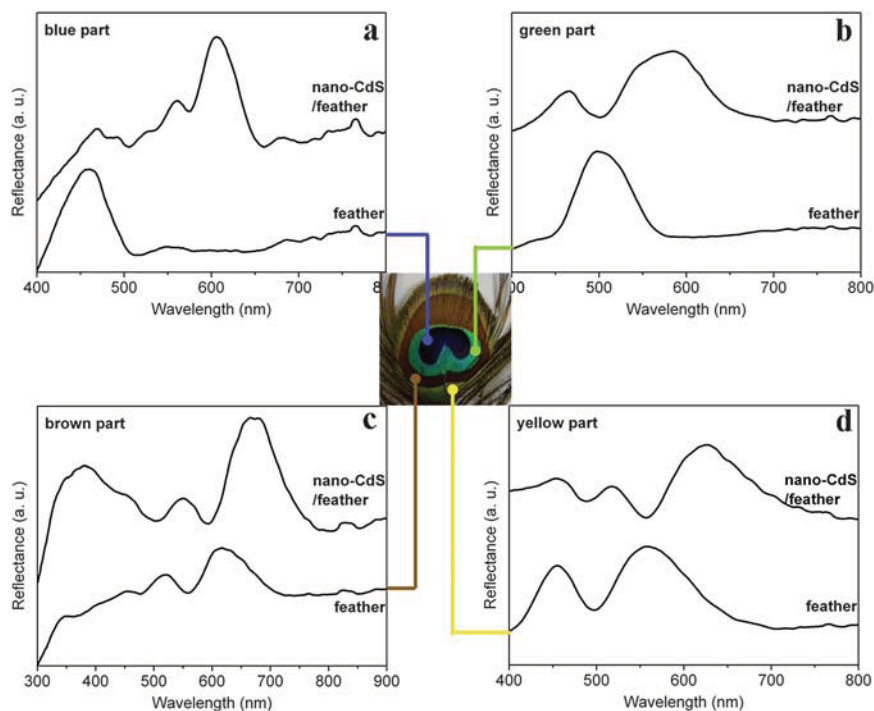 blue part
a
nano-CdS
/feather
feather
Reflectance (a. u.)
400 500 600 700 800
Wavelength (nm)
green part
b
nano-CdS
/feather
feather
Reflectance (a. u.)
400 500 600 700 800
Wavelength (nm)
brown part
c
nano-CdS
/feather
feather
Reflectance (a. u.)
300 400 500 600 700 800 900
Wavelength (nm)
yellow part
d
nano-CdS
/feather
feather
Reflectance (a. u.)
400 500 600 700 800
Wavelength (nm)